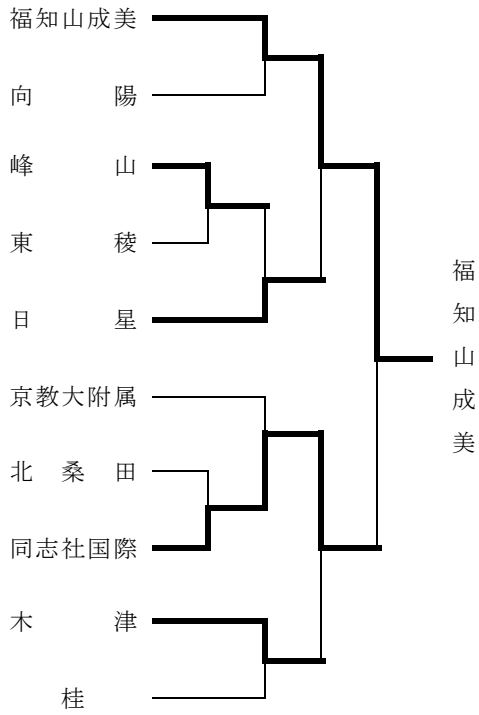 福知山成美
向陽
峰山
東稜
日星
京教大附属
北桑田
同志社国際
木津
桂
福知山成美